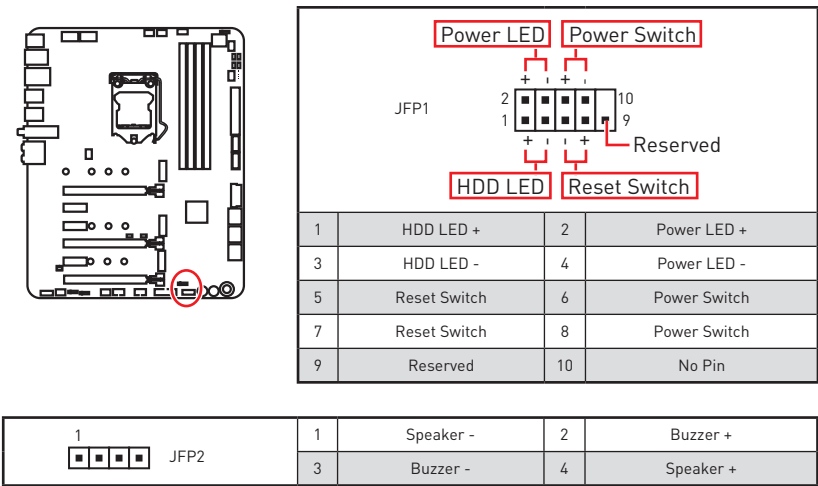 Power LED Power Switch
+ - + -
JFP1
2 10
1 9
+ - - +
Reserved
HDD LED Reset Switch
1 HDD LED + 2 Power LED +
3 HDD LED - 4 Power LED -
5 Reset Switch 6 Power Switch
7 Reset Switch 8 Power Switch
9 Reserved 10 No Pin
1
JFP2
1 Speaker - 2 Buzzer +
3 Buzzer - 4 Speaker +